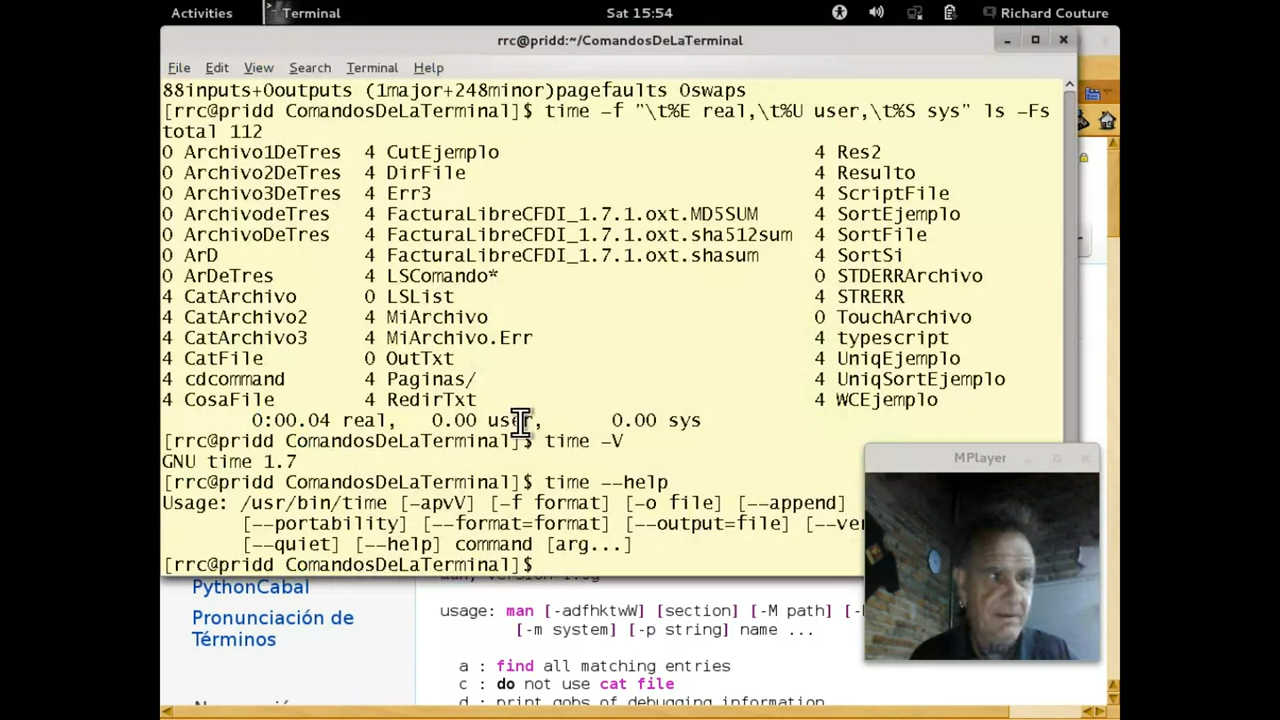 Activities Terminal Sat 15:54 Richard Couture
rrc@pridd:~/ComandosDeLaTerminal
File Edit View Search Terminal Help
88inputs+0outputs (1major+248minor)pagefaults 0swaps
[rrc@pridd ComandosDeLaTerminal]$ time -f "\t%E real,\t%U user,\t%S sys" ls -Fs
total 112
0 Archivo1DeTres 4 CutEjemplo 4 Res2
0 Archivo2DeTres 4 DirFile 4 Resulto
0 Archivo3DeTres 4 Err3 4 ScriptFile
0 ArchivodeTres 4 FacturaLibreCFDI_1.7.1.oxt.MD5SUM 4 SortEjemplo
0 ArchivoDeTres 4 FacturaLibreCFDI_1.7.1.oxt.sha512sum 4 SortFile
0 ArD 4 FacturaLibreCFDI_1.7.1.oxt.shasum 4 SortSi
0 ArDeTres 4 LSComando* 0 STDERRArchivo
4 CatArchivo 0 LSList 4 STRERR
4 CatArchivo2 4 MiArchivo 0 TouchArchivo
4 CatArchivo3 4 MiArchivo.Err 4 typescript
4 CatFile 0 OutTxt 4 UniqEjemplo
4 cdcommand 4 Paginas/ 4 UniqSortEjemplo
4 CosaFile 4 RedirTxt 4 WCEjemplo
0:00.04 real, 0.00 user, 0.00 sys
[rrc@pridd ComandosDeLaTerminal]$ time -V
GNU time 1.7
[rrc@pridd ComandosDeLaTerminal]$ time --help
Usage: /usr/bin/time [-apvV] [-f format] [-o file] [--append]
[--portability] [--format=format] [--output=file] [--ve
[--quiet] [--help] command [arg...]
[rrc@pridd ComandosDeLaTerminal]$
MPlayer
PythonCabal
Pronunciación de
Términos
usage: man [-adfhktwW] [section] [-M path] [-
[-m system] [-p string] name ...
a : find all matching entries
c : do not use cat file
d : print gobs of debugging information